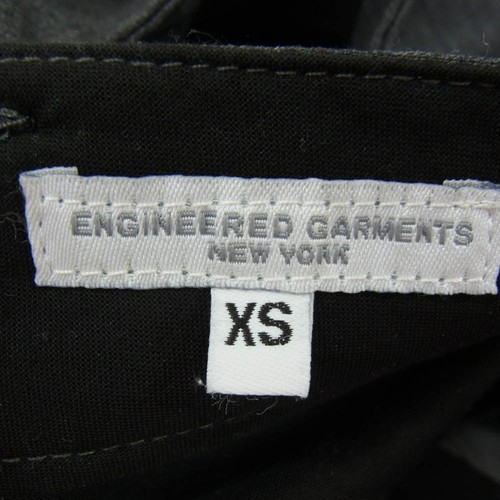 ENGINEERED GARMENTS
NEW YORK
XS